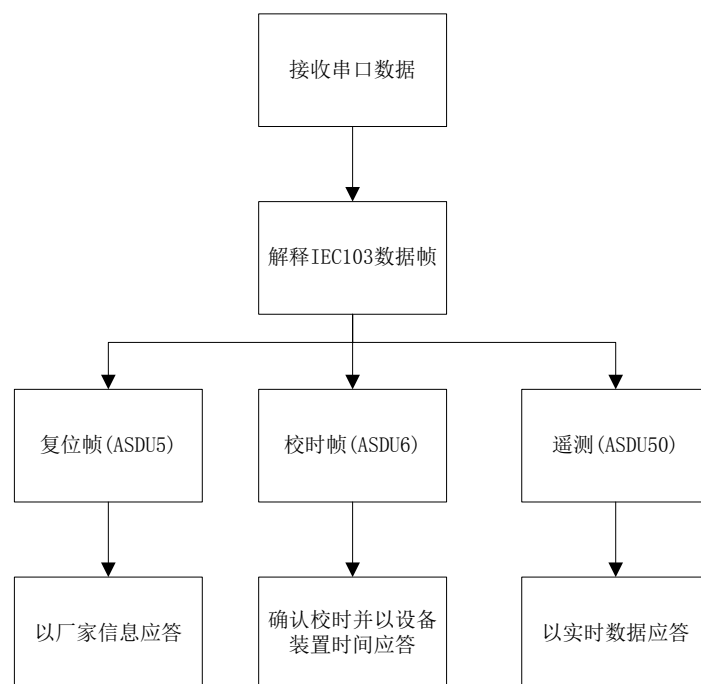 接收串口数据
解释IEC103数据帧
复位帧(ASDU5)
校时帧(ASDU6)
遥测(ASDU50)
以厂家信息应答
确认校时并以设备
装置时间应答
以实时数据应答